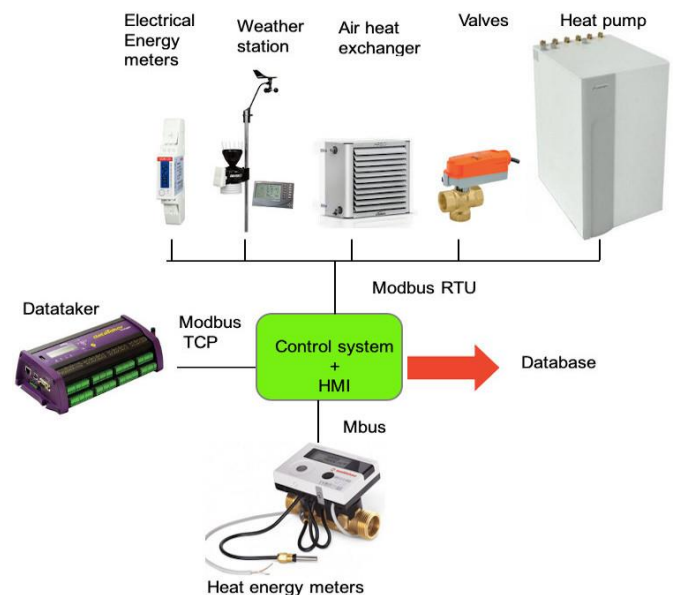 Electrical
Energy
meters
Weather
station
Air heat
exchanger
Valves
Heat pump
Modbus RTU
Datataker
Modbus
TCP
Control system
+
HMI
Database
Mbus
Heat energy meters